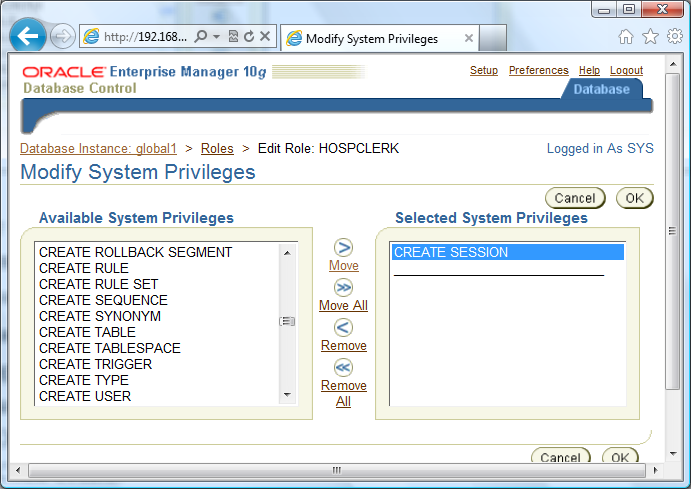 http://192.168...
Modify System Privileges
ORACLE Enterprise Manager 10g
Database Control
Setup Preferences Help Logout
Database
Database Instance: global1 > Roles > Edit Role: HOSPCLERK
Logged in As SYS
Modify System Privileges
Cancel OK
Available System Privileges
CREATE ROLLBACK SEGMENT
CREATE RULE
CREATE RULE SET
CREATE SEQUENCE
CREATE SYNONYM
CREATE TABLE
CREATE TABLESPACE
CREATE TRIGGER
CREATE TYPE
CREATE USER
Move
Move All
Remove
Remove
All
Selected System Privileges
CREATE SESSION
Cancel OK